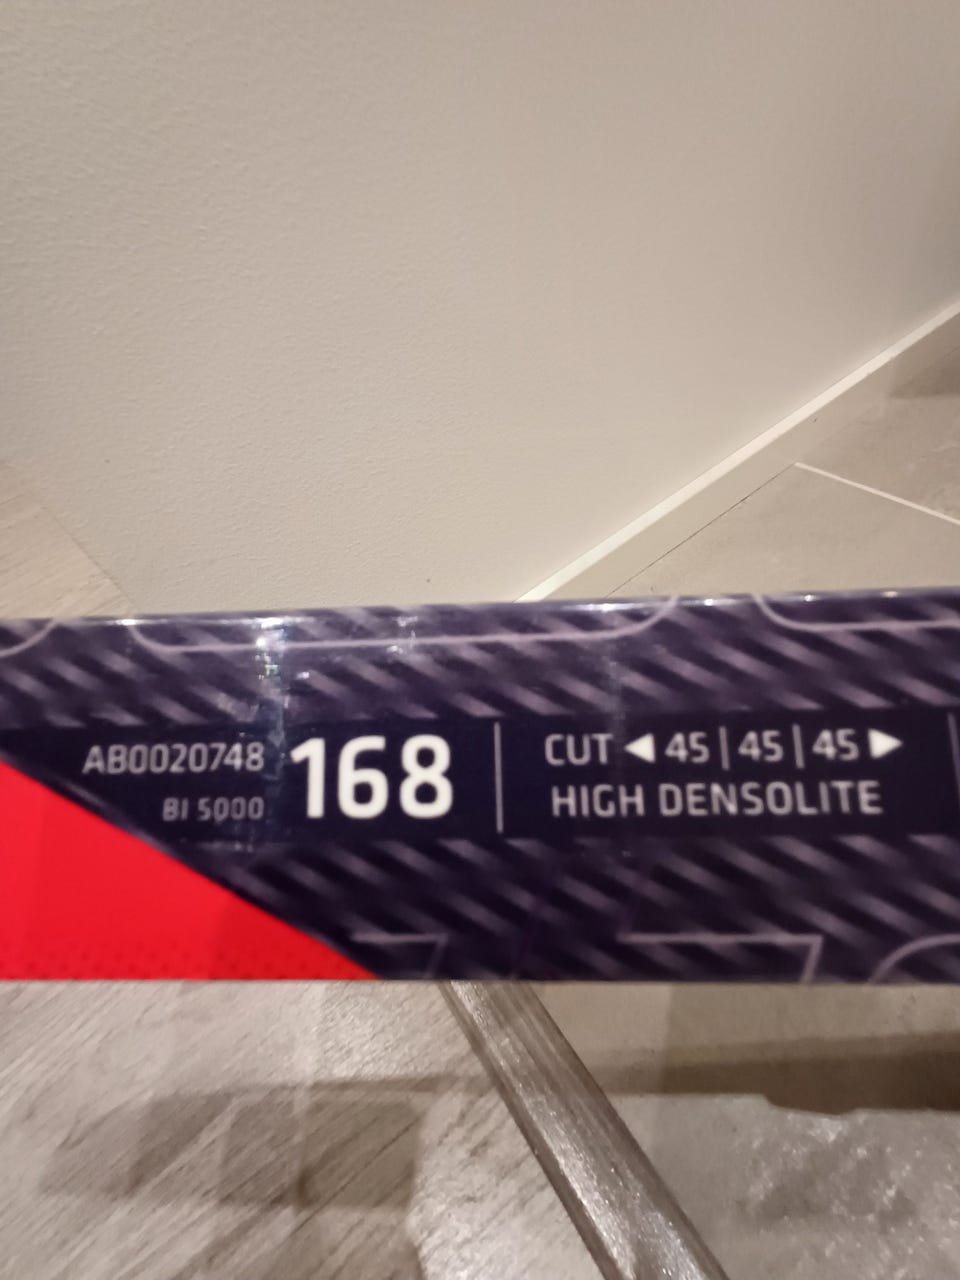 AB0020748
BI 5000
168
CUT ◀ 45 | 45 | 45 ▶
HIGH DENSOLITE